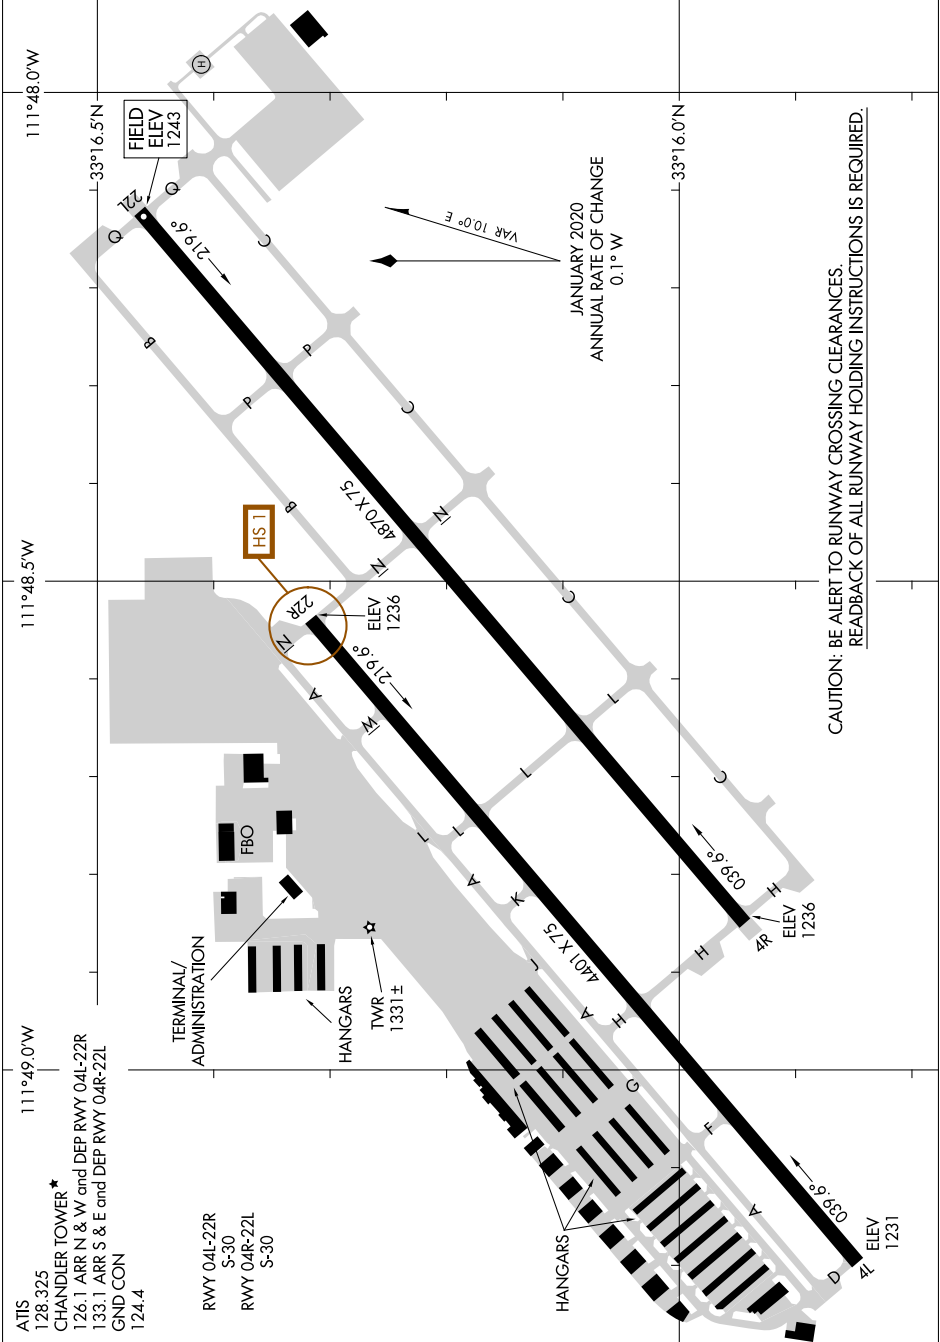 ATIS
128.325
CHANDLER TOWER★
126.1 ARR N & W and DEP RWY 04L-22R
133.1 ARR S & E and DEP RWY 04R-22L
GND CON
124.4
RWY 04L-22R
S-30
RWY 04R-22L
S-30
111°49.0'W
111°48.5'W
111°48.0'W
33°16.5'N
33°16.0'N
FIELD
ELEV
1243
22L
219.6°
Q
Q
H
C
B
P
P
C
B
4870 X 75
HS 1
22R
ELEV
1236
219.6°
N
N
N
A
M
C
L
L
L
L
C
A
K
FBO
TERMINAL/
ADMINISTRATION
HANGARS
TWR
1331±
4401 X 75
J
A
H
H
H
039.6°
4R
ELEV
1236
G
F
A
HANGARS
D
039.6°
4L
ELEV
1231
VAR 10.0° E
JANUARY 2020
ANNUAL RATE OF CHANGE
0.1° W
CAUTION: BE ALERT TO RUNWAY CROSSING CLEARANCES.
READBACK OF ALL RUNWAY HOLDING INSTRUCTIONS IS REQUIRED.